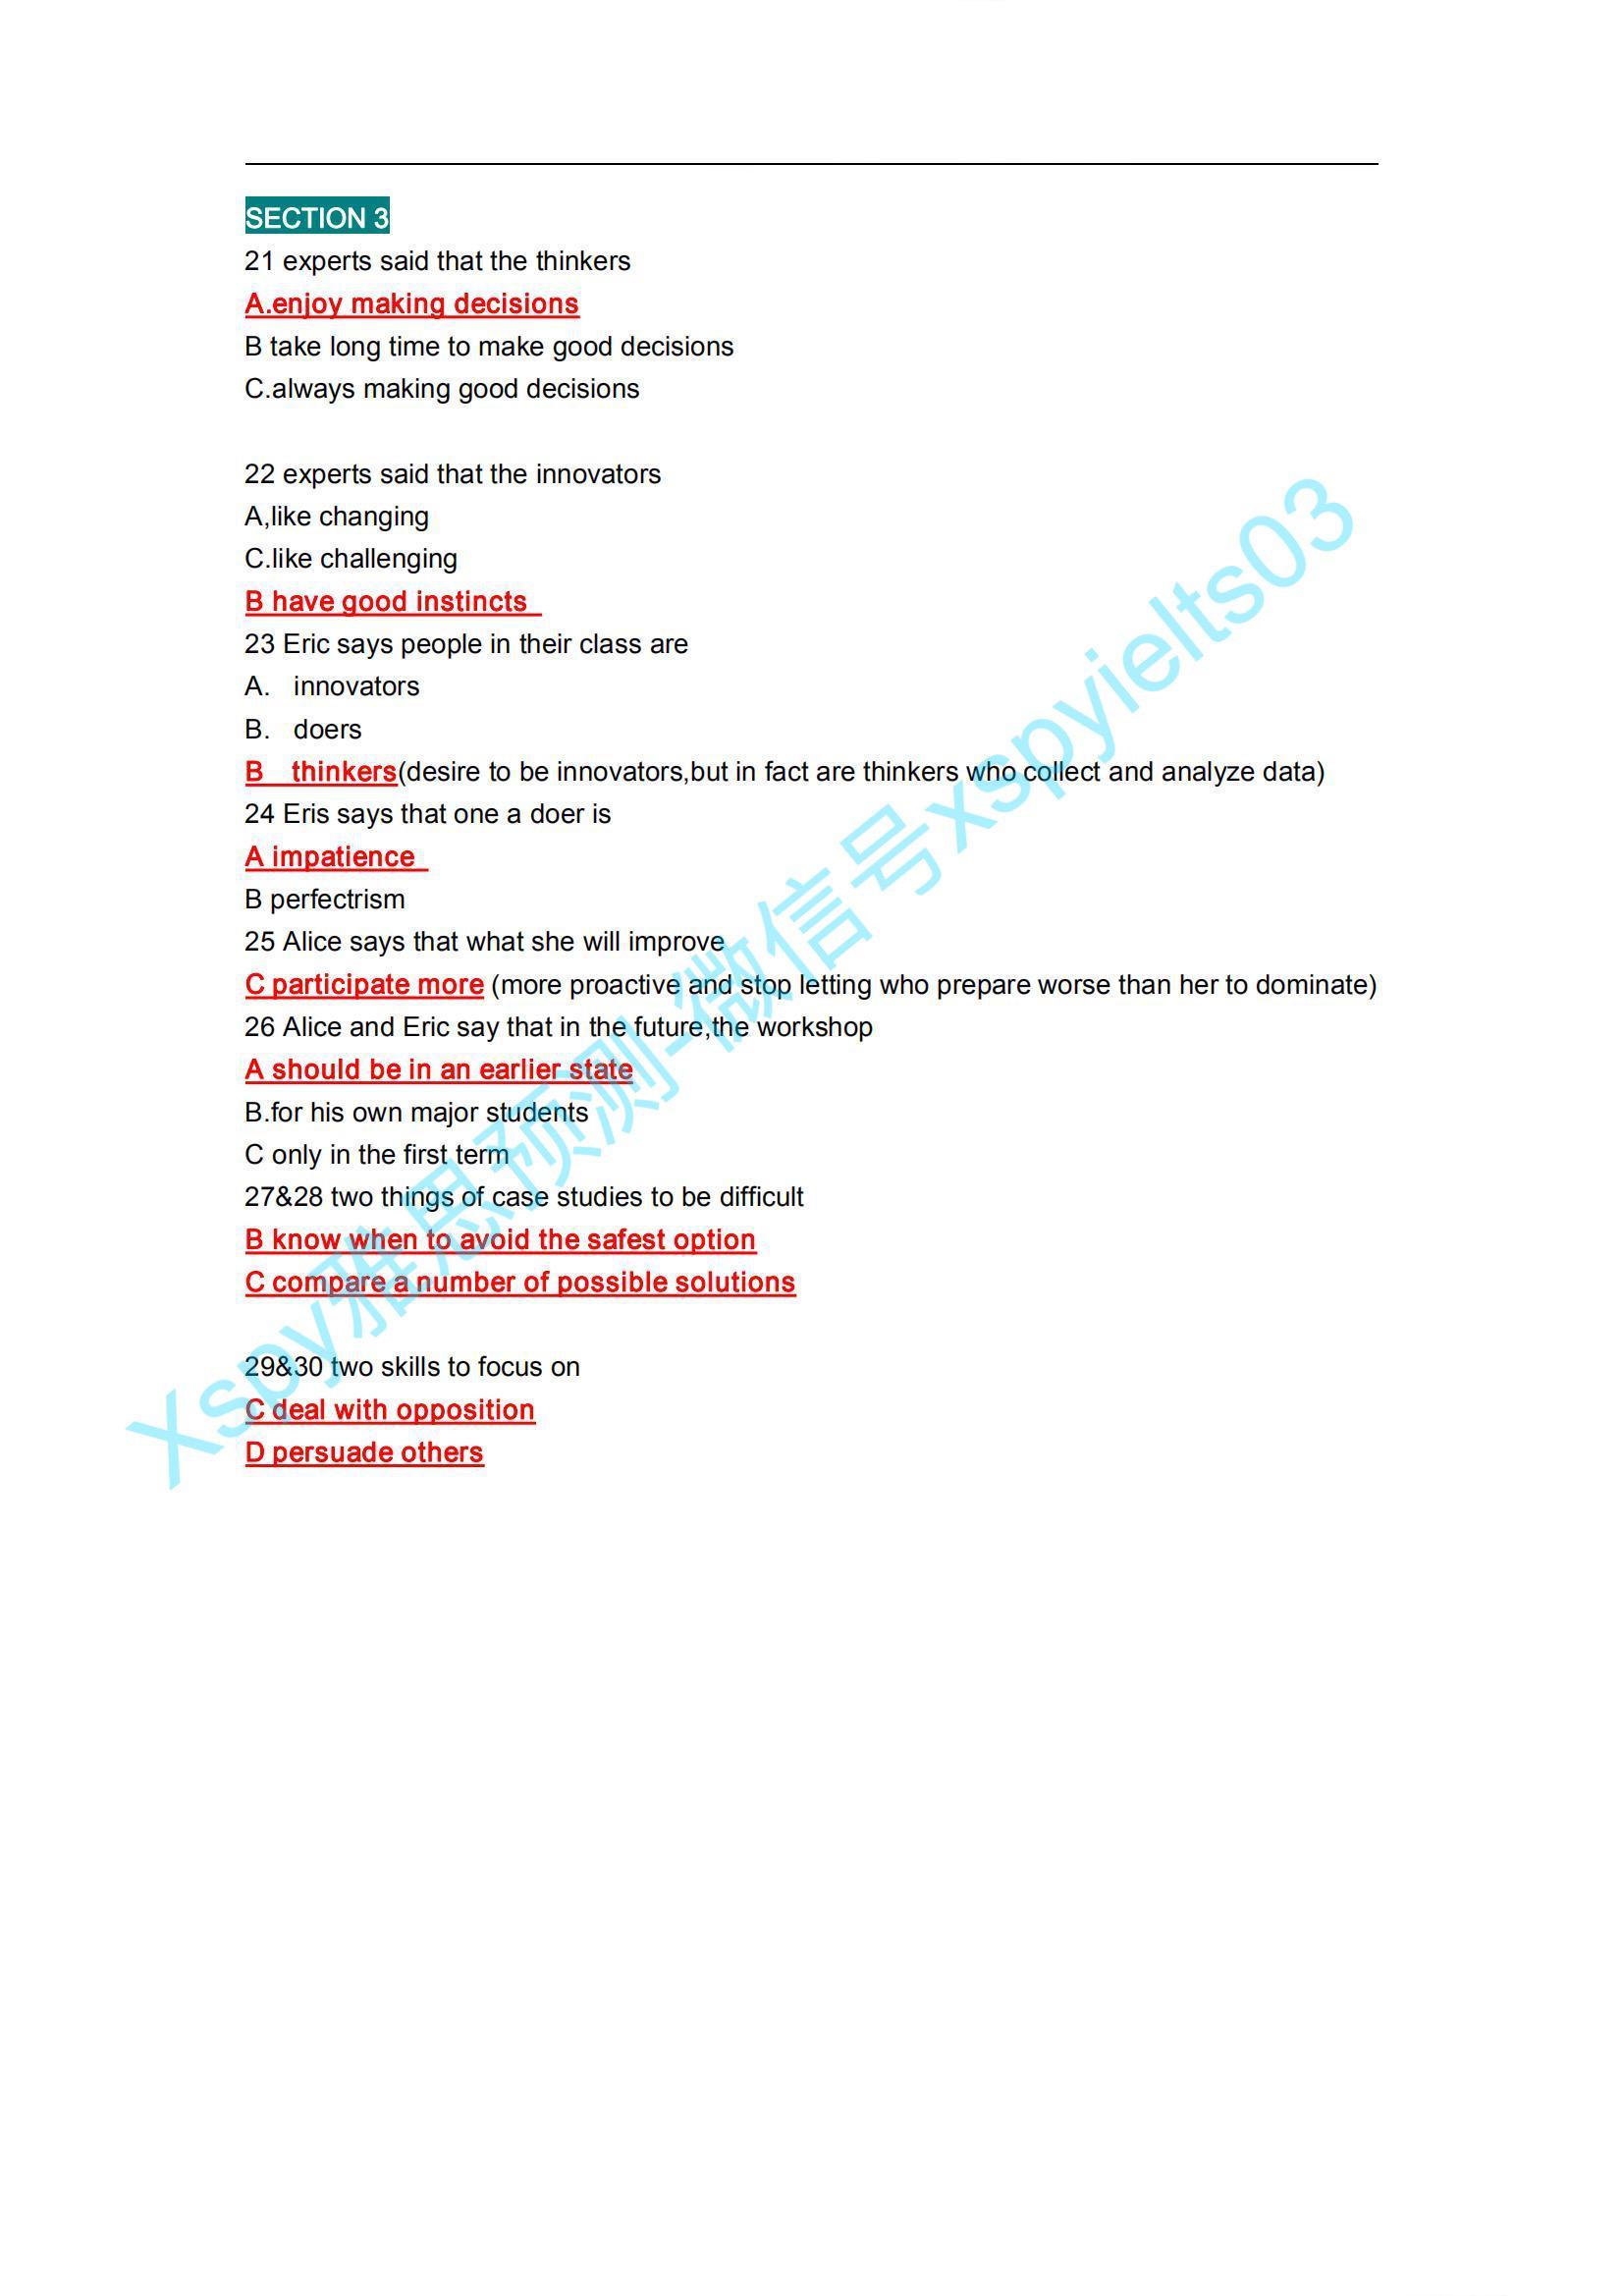 SECTION 3
21 experts said that the thinkers
A.enjoy making decisions
B take long time to make good decisions
C.always making good decisions
22 experts said that the innovators
A,like changing
C.like challenging
B have good instincts
23 Eric says people in their class are
A. innovators
B. doers
B thinkers(desire to be innovators,but in fact are thinkers who collect and analyze data)
24 Eris says that one a doer is
A impatience
B perfectrism
25 Alice says that what she will improve
C participate more (more proactive and stop letting who prepare worse than her to dominate)
26 Alice and Eric say that in the future,the workshop
A should be in an earlier state
B.for his own major students
C only in the first term
27&28 two things of case studies to be difficult
B know when to avoid the safest option
C compare a number of possible solutions
29&30 two skills to focus on
C deal with opposition
D persuade others
Xspy雅思预测-微信号xspyielts03